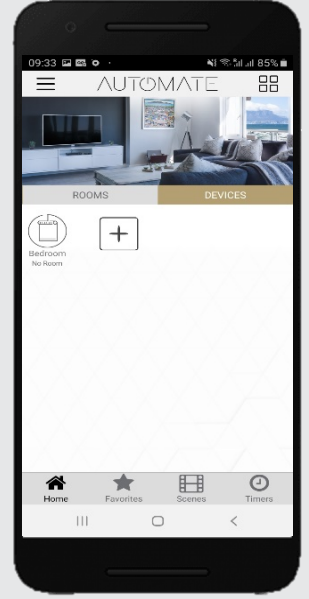 09:33 85%
AUTOMATE
ROOMS DEVICES
Bedroom
No Room
Home Favorites Scenes Timers